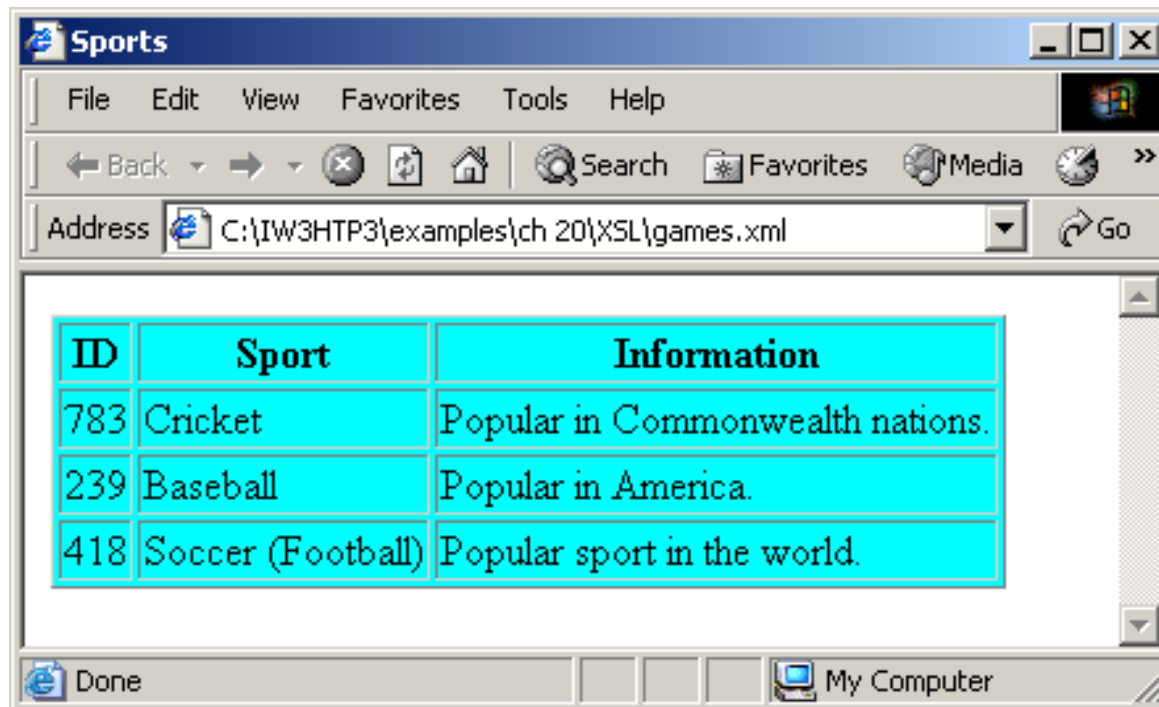 Sports
File Edit View Favorites Tools Help
Back Search Favorites Media »
Address C:\IW3HTP3\examples\ch 20\XSL\games.xml Go
ID Sport Information
783 Cricket Popular in Commonwealth nations.
239 Baseball Popular in America.
418 Soccer (Football) Popular sport in the world.
Done My Computer